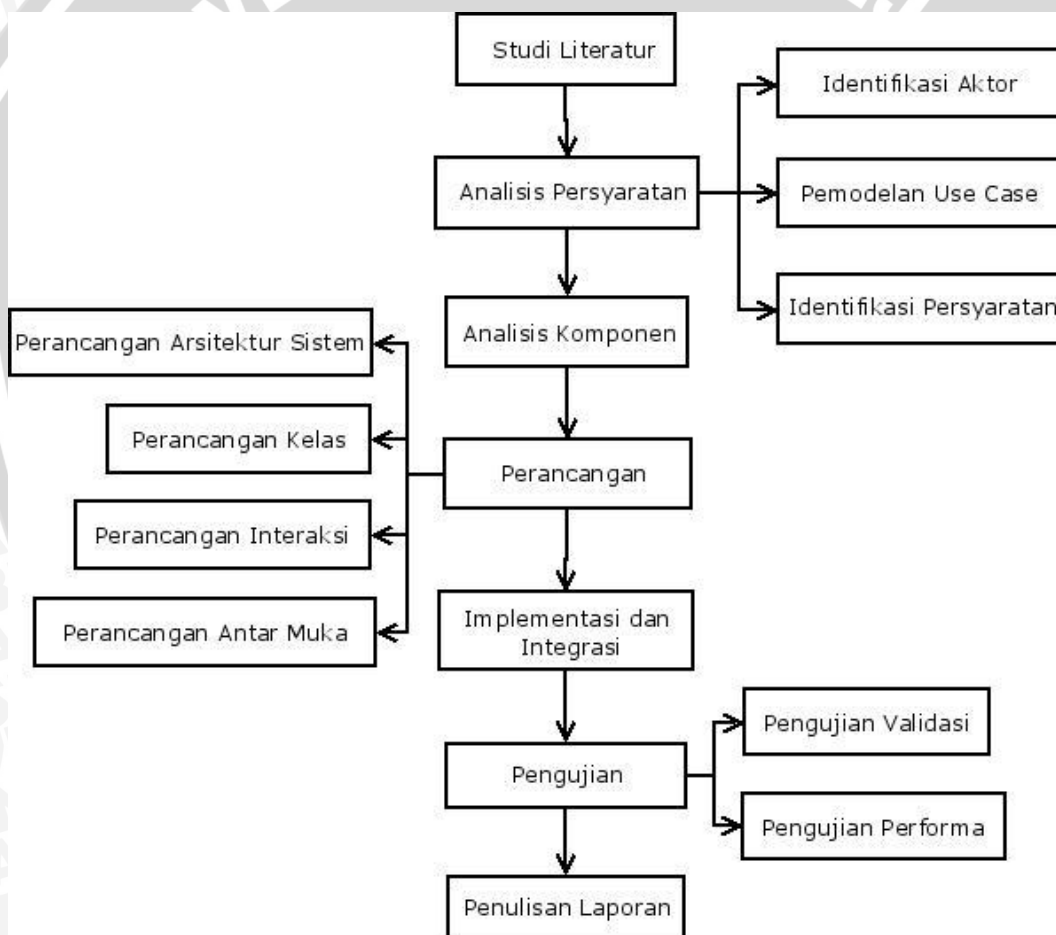 Studi Literatur
Identifikasi Aktor
Analisis Persyaratan
Pemodelan Use Case
Identifikasi Persyaratan
Analisis Komponen
Perancangan Arsitektur Sistem
Perancangan Kelas
Perancangan
Perancangan Interaksi
Perancangan Antar Muka
Implementasi dan
Integrasi
Pengujian Validasi
Pengujian
Pengujian Performa
Penulisan Laporan